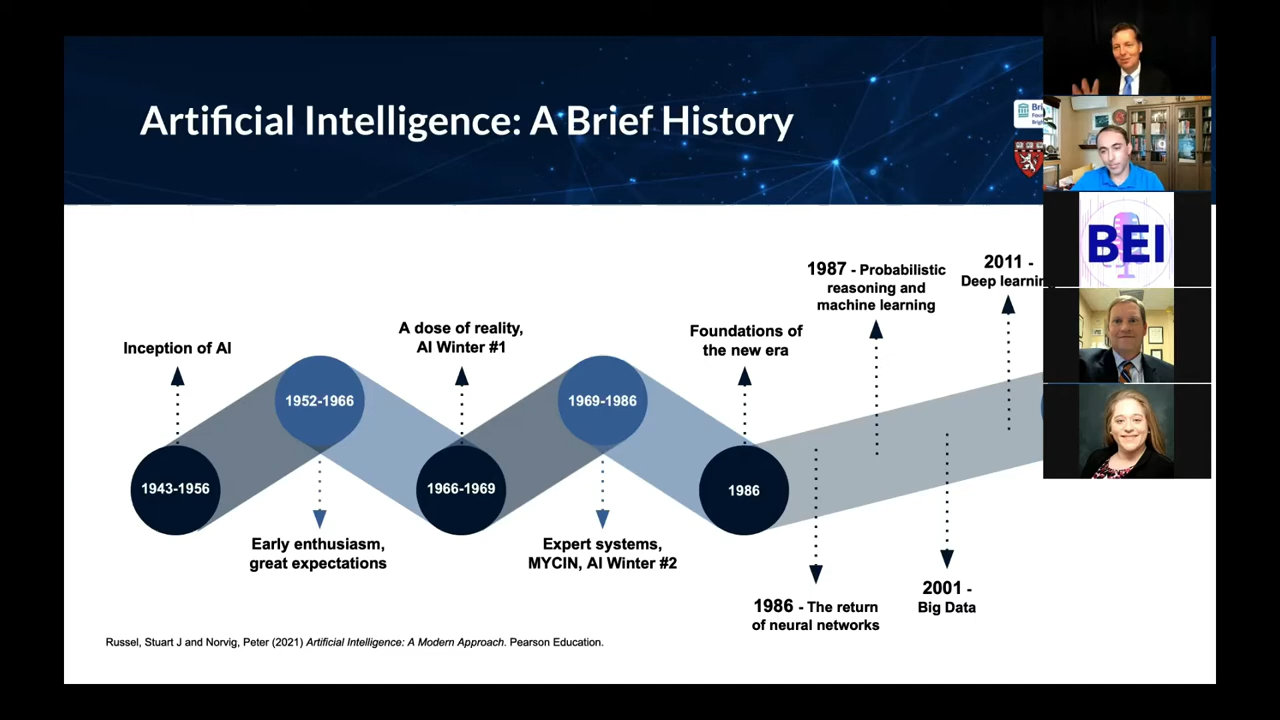 Artificial Intelligence: A Brief History
BEI
1987 - Probabilistic
reasoning and
machine learning
2011 -
Deep learnin
A dose of reality,
AI Winter #1
Foundations of
the new era
Inception of AI
1952-1966
1969-1986
1943-1956
1966-1969
1986
Early enthusiasm,
great expectations
Expert systems,
MYCIN, AI Winter #2
1986 - The return
of neural networks
2001 -
Big Data
Russel, Stuart J and Norvig, Peter (2021) Artificial Intelligence: A Modern Approach. Pearson Education.